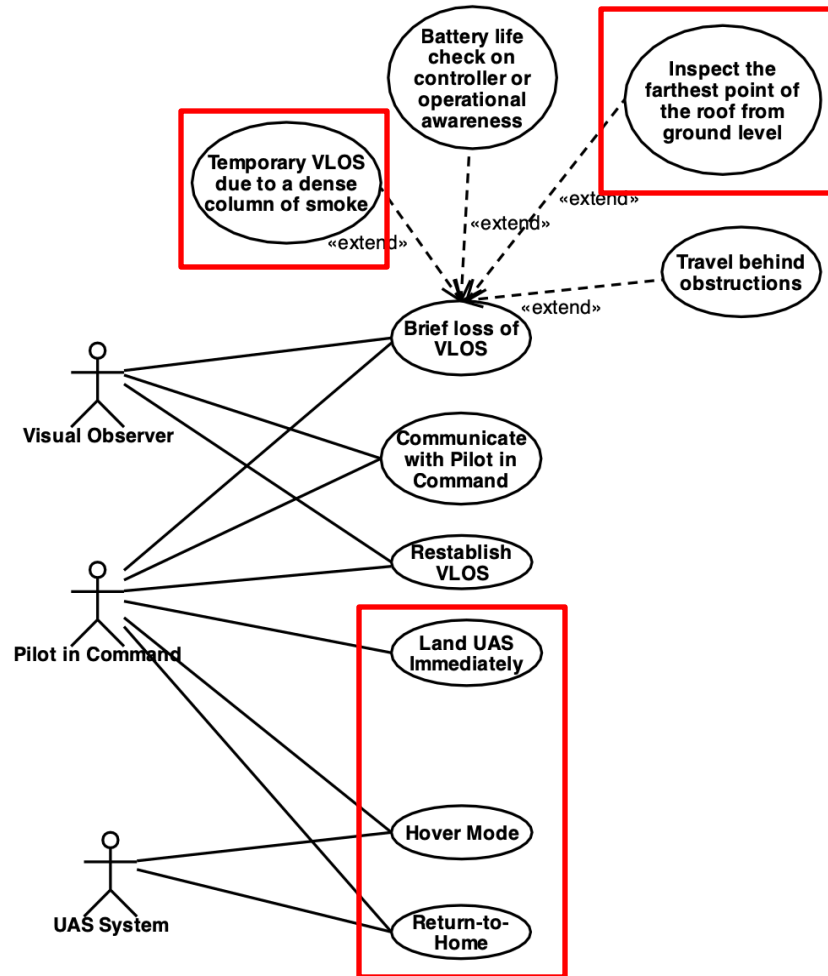 Battery life
check on
controller or
operational
awareness
Inspect the
farthest point of
the roof from
ground level
Temporary VLOS
due to a dense
column of smoke
«extend»
«extend»
«extend»
Travel behind
obstructions
«extend»
Brief loss of
VLOS
Visual Observer
Communicate
with Pilot in
Command
Restablish
VLOS
Pilot in Command
Land UAS
Immediately
Hover Mode
UAS System
Return-to-
Home